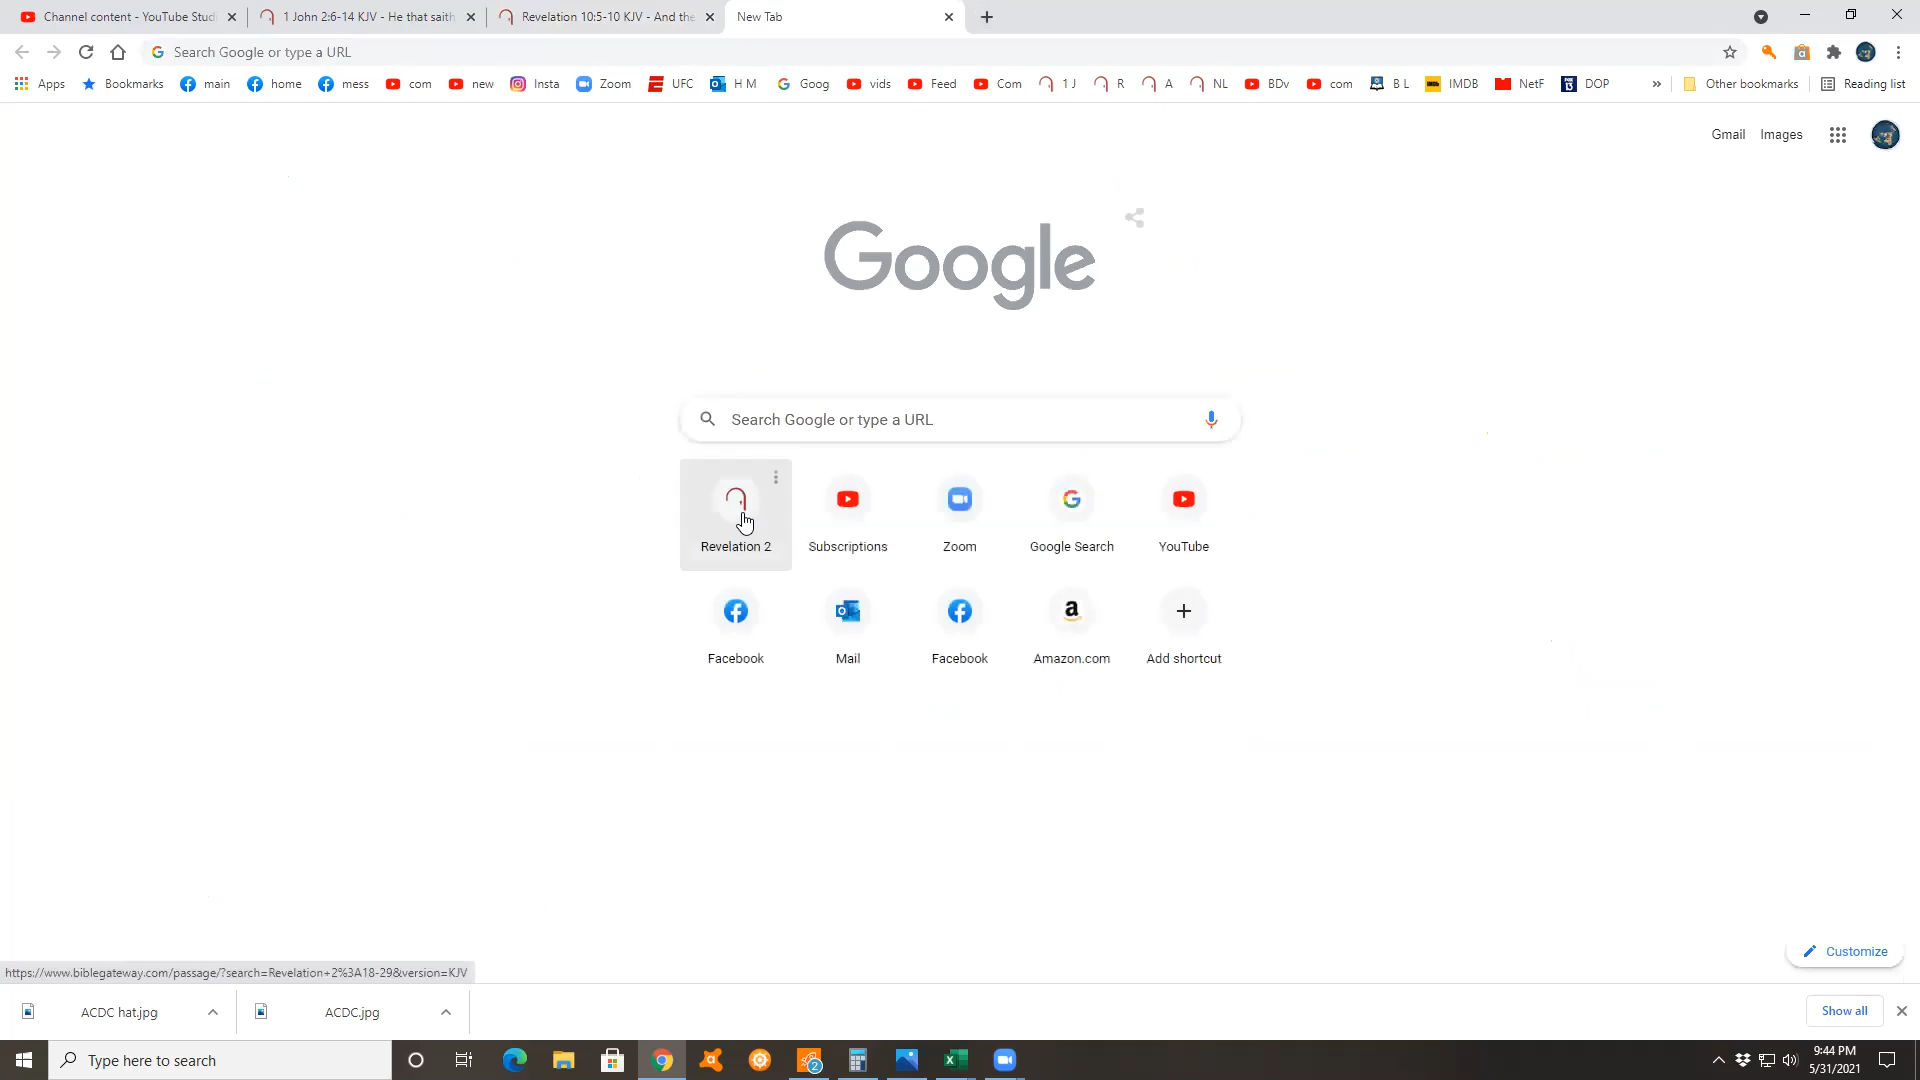 Channel content - YouTube Studi
1 John 2:6-14 KJV - He that saith
Revelation 10:5-10 KJV - And the
New Tab
Search Google or type a URL
Apps Bookmarks main home mess com new Insta Zoom UFC H M Goog vids Feed Com 1 J R A NL BDv com B L IMDB NetF DOP » Other bookmarks Reading list
Gmail Images
Google
Search Google or type a URL
Revelation 2 Subscriptions Zoom Google Search YouTube
Facebook Mail Facebook Amazon.com Add shortcut
Customize
https://www.biblegateway.com/passage/?search=Revelation+2%3A18-29&version=KJV
ACDC hat.jpg ACDC.jpg Show all
Type here to search
2
9:44 PM
5/31/2021